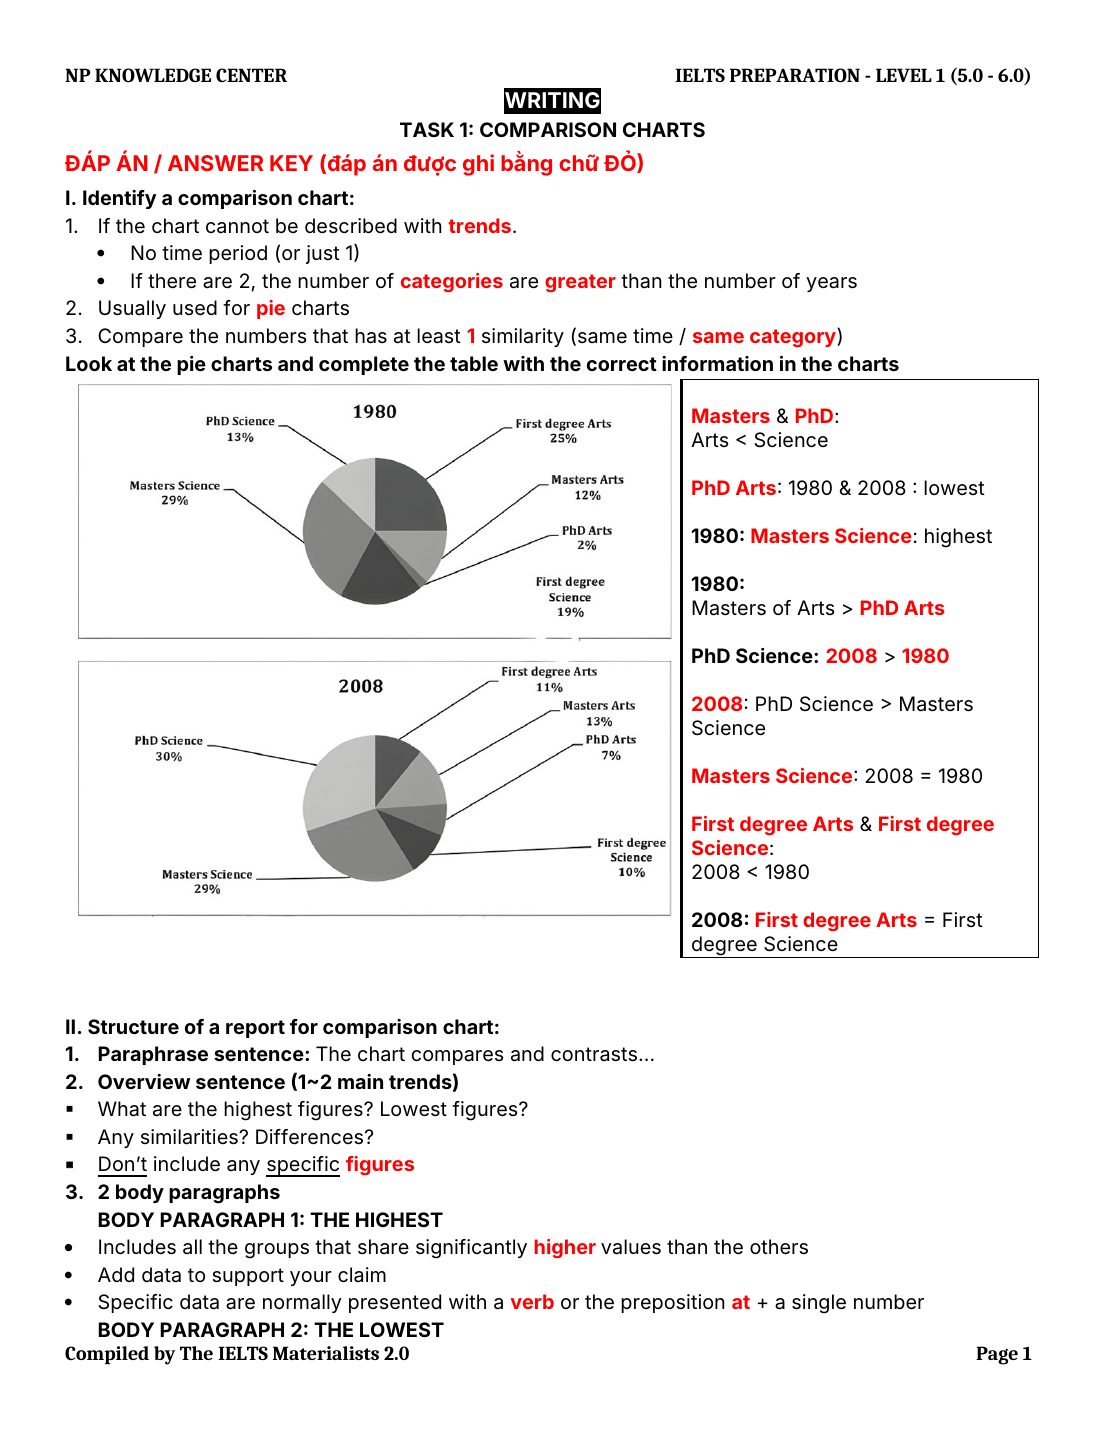 NP KNOWLEDGE CENTER
IELTS PREPARATION - LEVEL 1 (5.0 - 6.0)
WRITING
TASK 1: COMPARISON CHARTS
ĐÁP ÁN / ANSWER KEY (đáp án được ghi bằng chữ ĐỎ)
I. Identify a comparison chart:
1. If the chart cannot be described with trends.
• No time period (or just 1)
• If there are 2, the number of categories are greater than the number of years
2. Usually used for pie charts
3. Compare the numbers that has at least 1 similarity (same time / same category)
Look at the pie charts and complete the table with the correct information in the charts
1980
PhD Science
13%
First degree Arts
25%
Masters Science
29%
Masters Arts
12%
PhD Arts
2%
First degree
Science
19%
2008
First degree Arts
11%
Masters Arts
13%
PhD Science
30%
PhD Arts
7%
First degree
Science
10%
Masters Science
29%
Masters & PhD:
Arts < Science
PhD Arts: 1980 & 2008 : lowest
1980: Masters Science: highest
1980:
Masters of Arts > PhD Arts
PhD Science: 2008 > 1980
2008: PhD Science > Masters
Science
Masters Science: 2008 = 1980
First degree Arts & First degree
Science:
2008 < 1980
2008: First degree Arts = First
degree Science
II. Structure of a report for comparison chart:
1. Paraphrase sentence: The chart compares and contrasts...
2. Overview sentence (1~2 main trends)
▪ What are the highest figures? Lowest figures?
▪ Any similarities? Differences?
▪ Don't include any specific figures
3. 2 body paragraphs
BODY PARAGRAPH 1: THE HIGHEST
• Includes all the groups that share significantly higher values than the others
• Add data to support your claim
• Specific data are normally presented with a verb or the preposition at + a single number
BODY PARAGRAPH 2: THE LOWEST
Compiled by The IELTS Materialists 2.0
Page 1